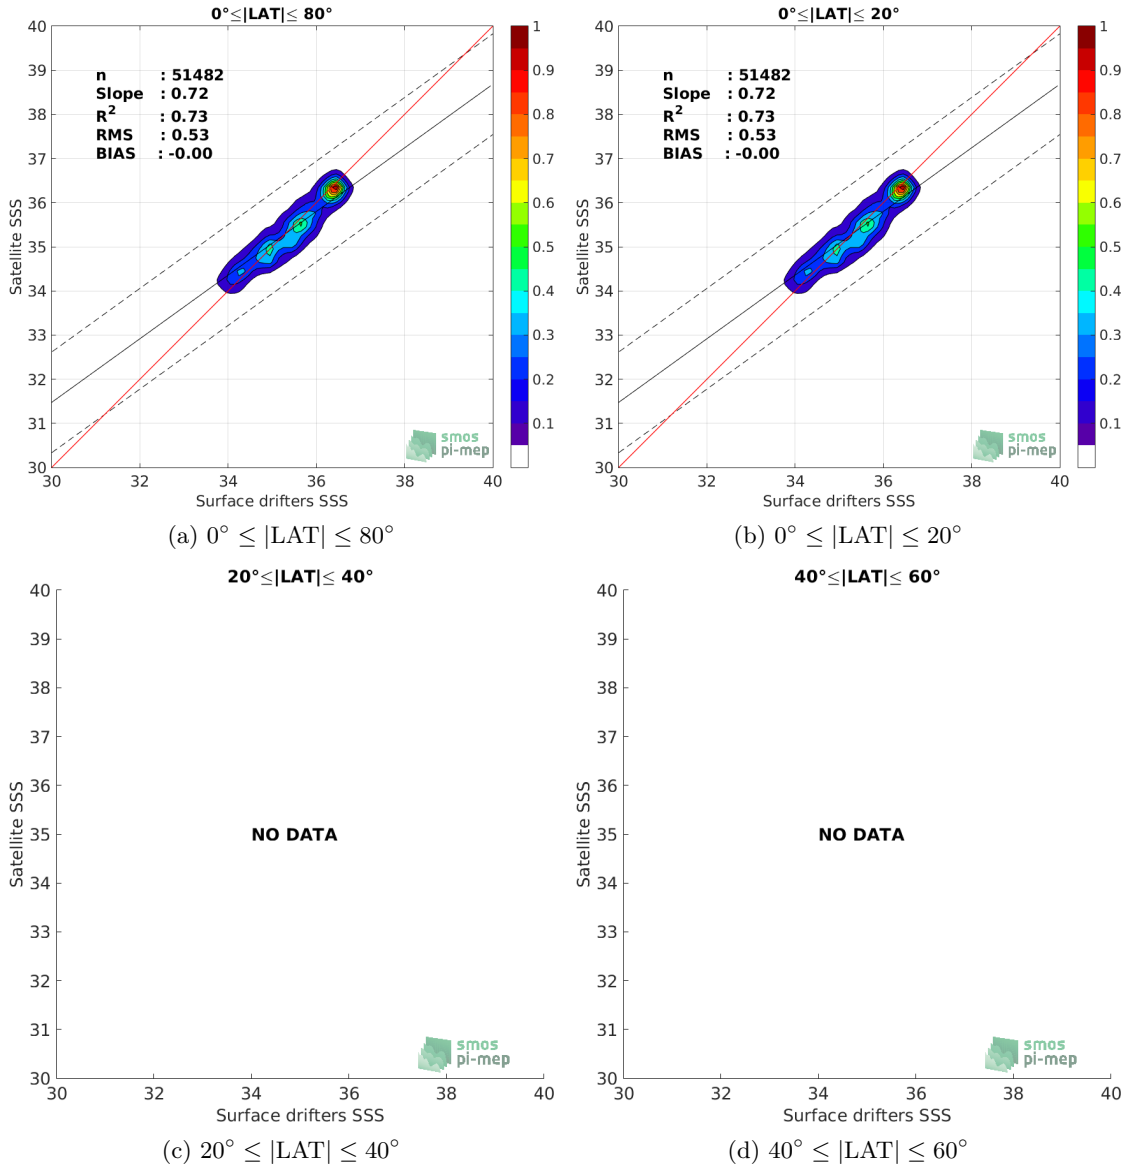 0°≤|LAT|≤ 80°
40
39
38
37
36
35
34
33
32
31
30
Satellite SSS
n : 51482
Slope : 0.72
R² : 0.73
RMS : 0.53
BIAS : -0.00
smos
pi-mep
30 32 34 36 38 40
Surface drifters SSS
1
0.9
0.8
0.7
0.6
0.5
0.4
0.3
0.2
0.1
(a) 0° ≤ |LAT| ≤ 80°
0°≤|LAT|≤ 20°
40
39
38
37
36
35
34
33
32
31
30
Satellite SSS
n : 51482
Slope : 0.72
R² : 0.73
RMS : 0.53
BIAS : -0.00
smos
pi-mep
30 32 34 36 38 40
Surface drifters SSS
1
0.9
0.8
0.7
0.6
0.5
0.4
0.3
0.2
0.1
(b) 0° ≤ |LAT| ≤ 20°
20°≤|LAT|≤ 40°
40
39
38
37
36
35
34
33
32
31
30
Satellite SSS
NO DATA
smos
pi-mep
30 32 34 36 38 40
Surface drifters SSS
(c) 20° ≤ |LAT| ≤ 40°
40°≤|LAT|≤ 60°
40
39
38
37
36
35
34
33
32
31
30
Satellite SSS
NO DATA
smos
pi-mep
30 32 34 36 38 40
Surface drifters SSS
(d) 40° ≤ |LAT| ≤ 60°